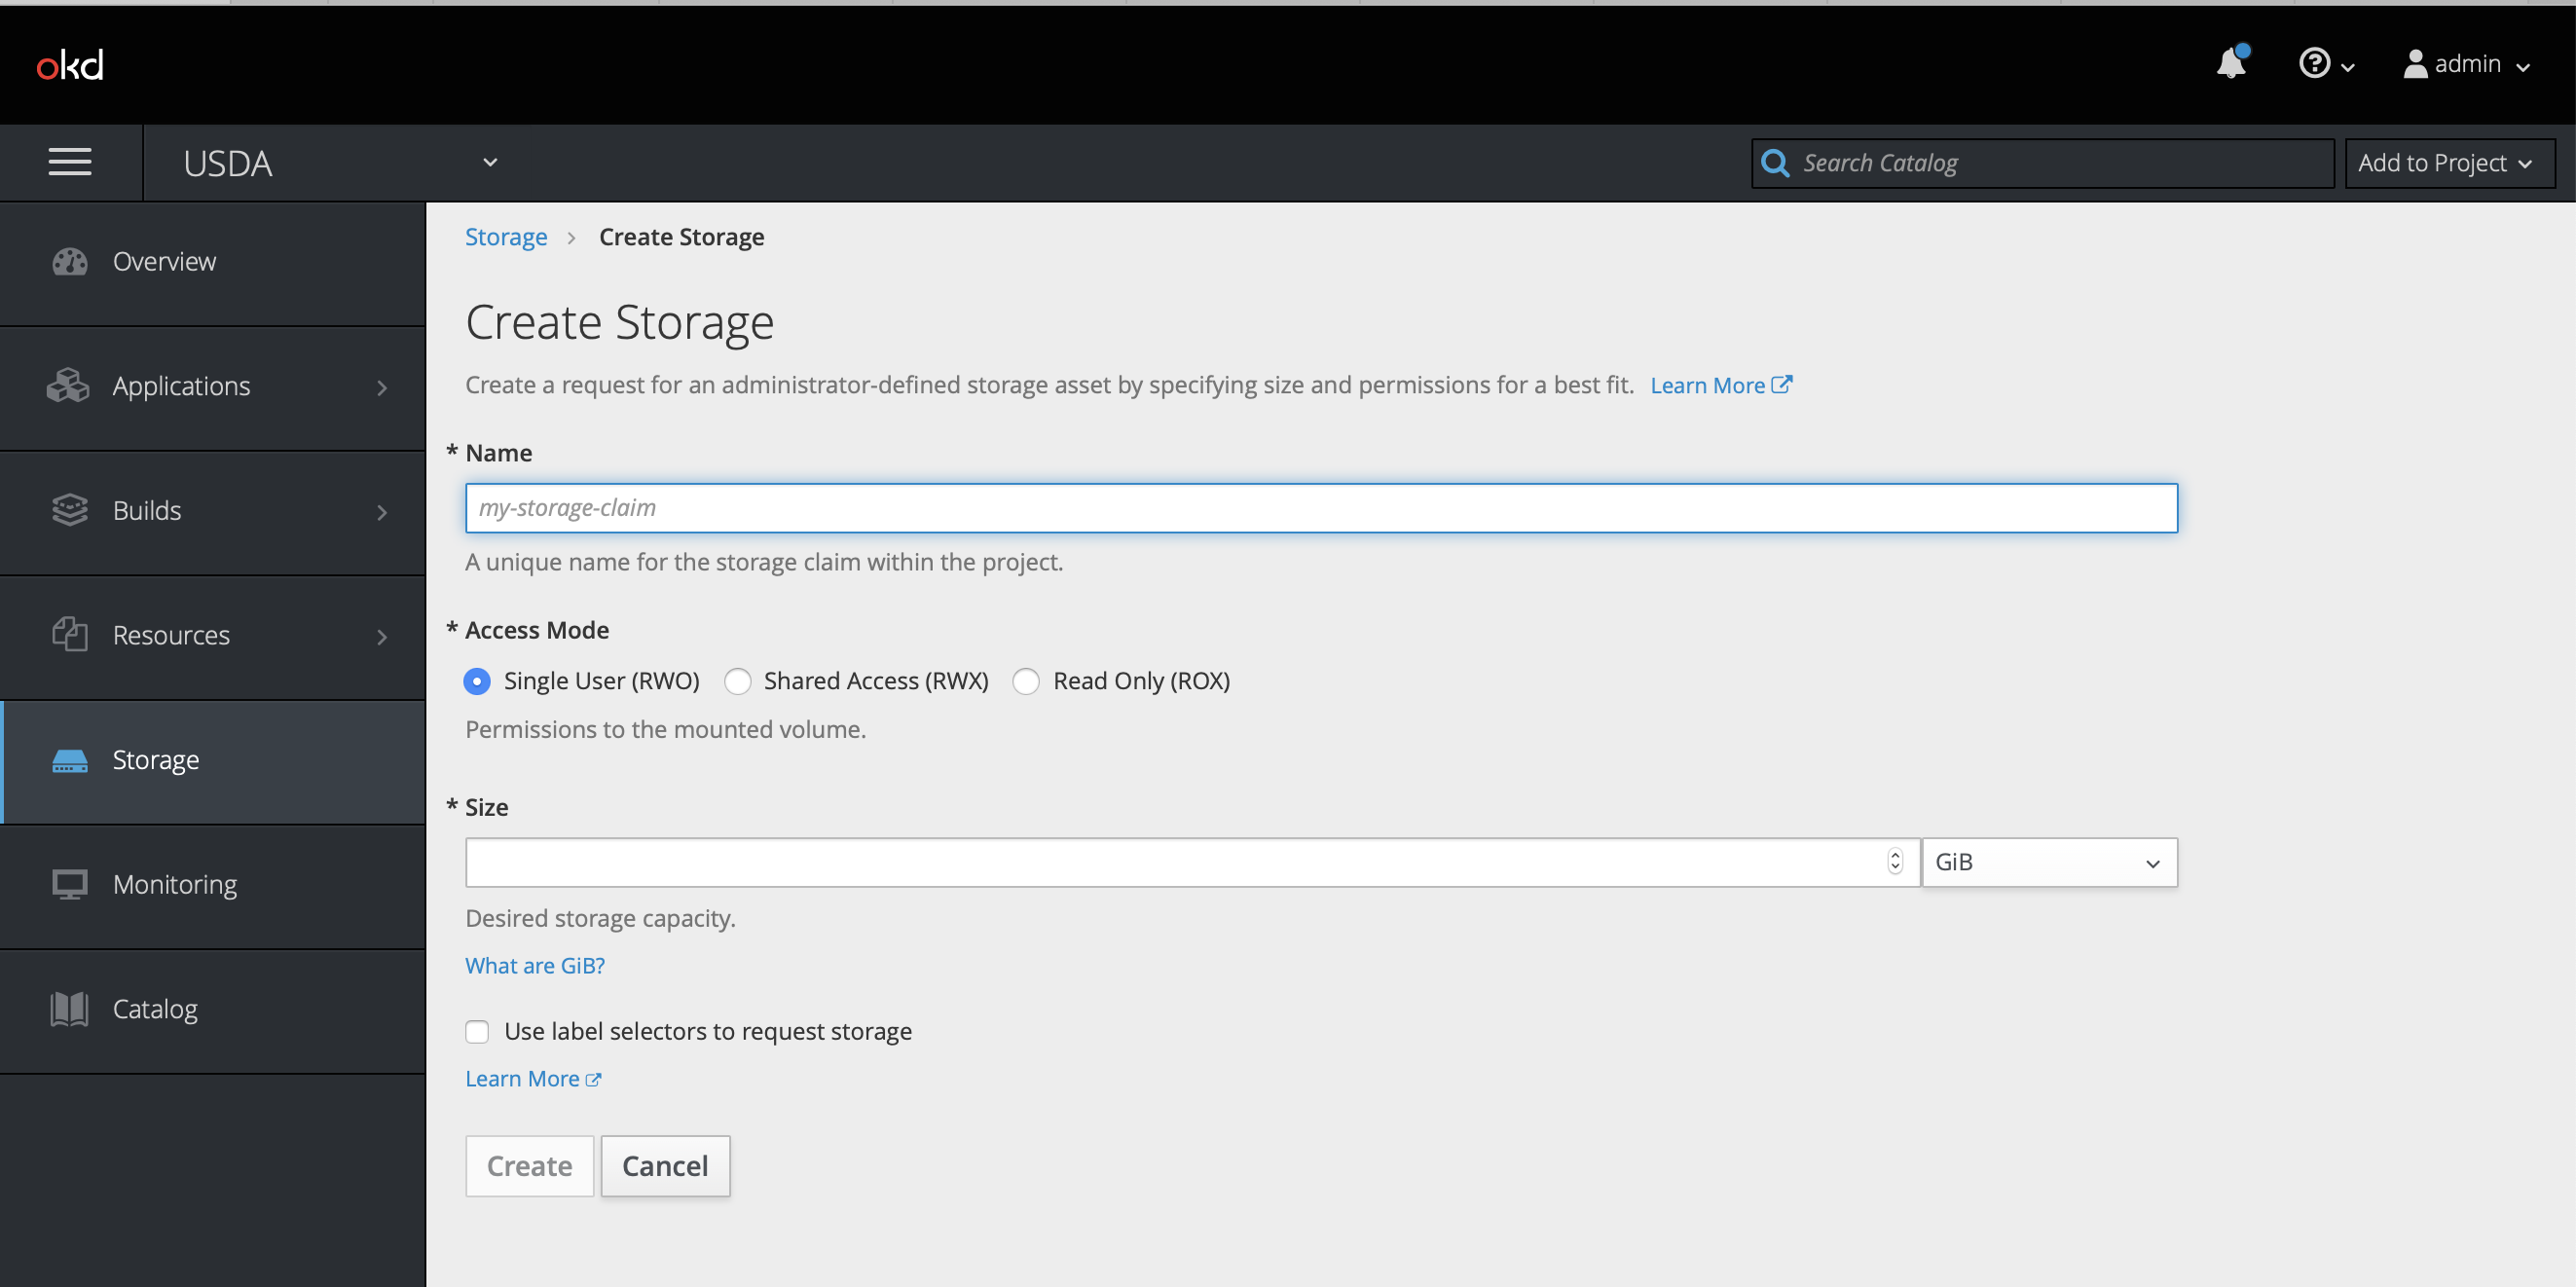 okd
admin
USDA
Search Catalog
Add to Project
Overview
Applications
Builds
Resources
Storage
Monitoring
Catalog
Storage > Create Storage
Create Storage
Create a request for an administrator-defined storage asset by specifying size and permissions for a best fit. Learn More
* Name
my-storage-claim
A unique name for the storage claim within the project.
* Access Mode
Single User (RWO) Shared Access (RWX) Read Only (ROX)
Permissions to the mounted volume.
* Size
GiB
Desired storage capacity.
What are GiB?
Use label selectors to request storage
Learn More
Create Cancel